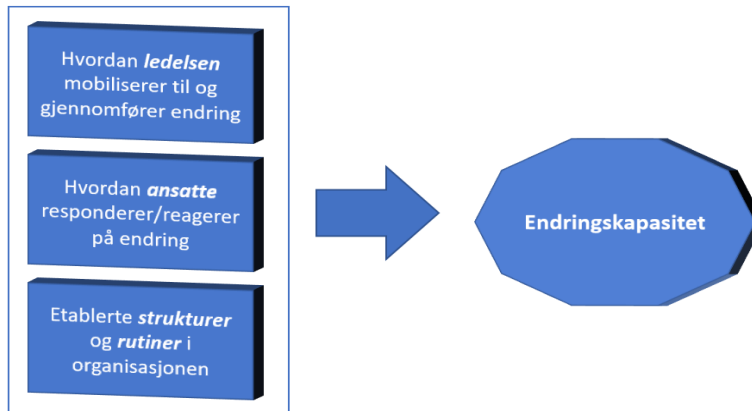 Hvordan ledelsen
mobiliserer til og
gjennomfører endring
Hvordan ansatte
responderer/reagerer
på endring
Etablerte strukturer
og rutiner i
organisasjonen
Endringskapasitet